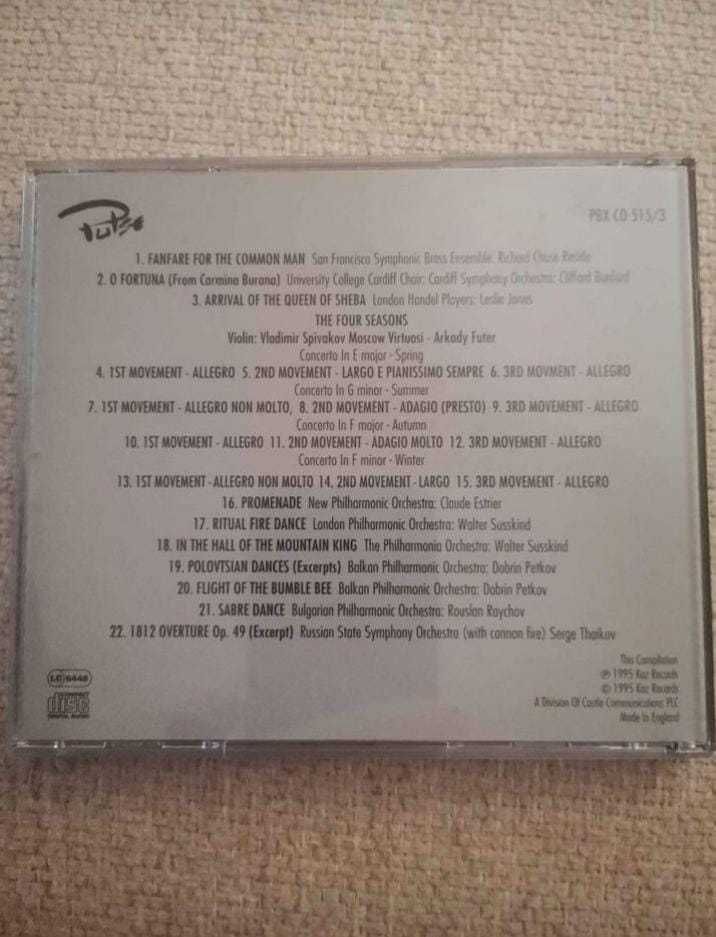 Pulse
PBX CD 515/3
1. FANFARE FOR THE COMMON MAN San Francisco Symphonic Brass Ensemble: Richard Chase
2. O FORTUNA (From Carmina Burana) University College Cardiff Choir: Cardiff Symphony Orchestra: Clifford
3. ARRIVAL OF THE QUEEN OF SHEBA London Handel Players: Leslie Jones
THE FOUR SEASONS
Violin: Vladimir Spivakov Moscow Virtuosi - Arkady Futer
Concerto In E major - Spring
4. 1ST MOVEMENT - ALLEGRO 5. 2ND MOVEMENT - LARGO E PIANISSIMO SEMPRE 6. 3RD MOVMENT - ALLEGRO
Concerto In G minor - Summer
7. 1ST MOVEMENT - ALLEGRO NON MOLTO, 8. 2ND MOVEMENT - ADAGIO (PRESTO) 9. 3RD MOVEMENT - ALLEGRO
Concerto In F major - Autumn
10. 1ST MOVEMENT - ALLEGRO 11. 2ND MOVEMENT - ADAGIO MOLTO 12. 3RD MOVEMENT - ALLEGRO
Concerto In F minor - Winter
13. 1ST MOVEMENT - ALLEGRO NON MOLTO 14, 2ND MOVEMENT - LARGO 15. 3RD MOVEMENT - ALLEGRO
16. PROMENADE New Philharmonic Orchestra: Claude Estrier
17. RITUAL FIRE DANCE London Philharmonic Orchestra: Walter Susskind
18. IN THE HALL OF THE MOUNTAIN KING The Philharmonia Orchestra: Walter Susskind
19. POLOVTSIAN DANCES (Excerpts) Balkan Philharmonic Orchestra: Dobrin Petkov
20. FLIGHT OF THE BUMBLE BEE Balkan Philharmonic Orchestra: Dobrin Petkov
21. SABRE DANCE Bulgarian Philharmonic Orchestra: Rouslan Raychov
22. 1812 OVERTURE Op. 49 (Excerpt) Russian State Symphony Orchestra (with cannon fire) Serge Thaikov
This Compilation
℗ 1995 Kaz Records
© 1995 Kaz Records
A Division Of Castle Communications PLC
Made In England
LC 6448
COMPACT
disc
DIGITAL AUDIO